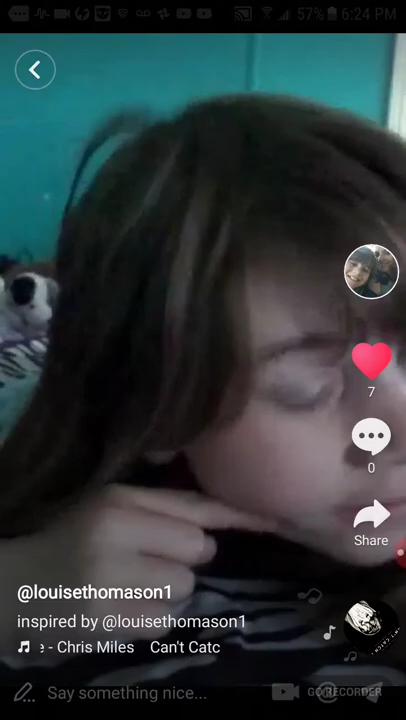 57% 6:24 PM
7
0
Share
@louisethomason1
inspired by @louisethomason1
e - Chris Miles Can't Catc
Say something nice...
GO RECORDER